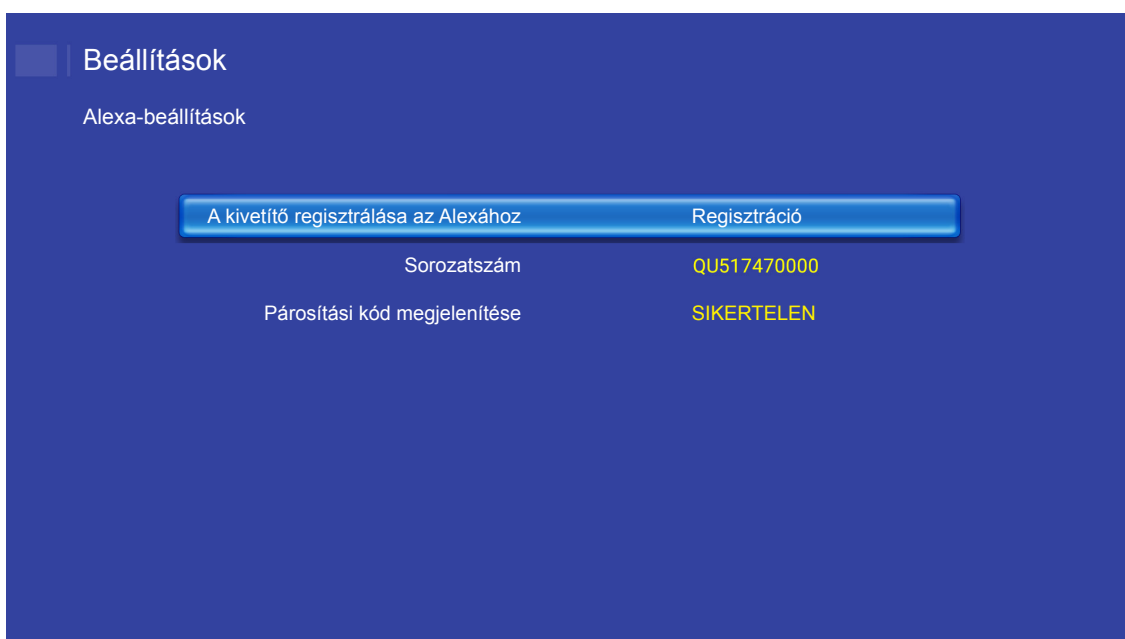 Beállítások
Alexa-beállítások
A kivetítő regisztrálása az Alexához Regisztráció
Sorozatszám QU517470000
Párosítási kód megjelenítése SIKERTELEN